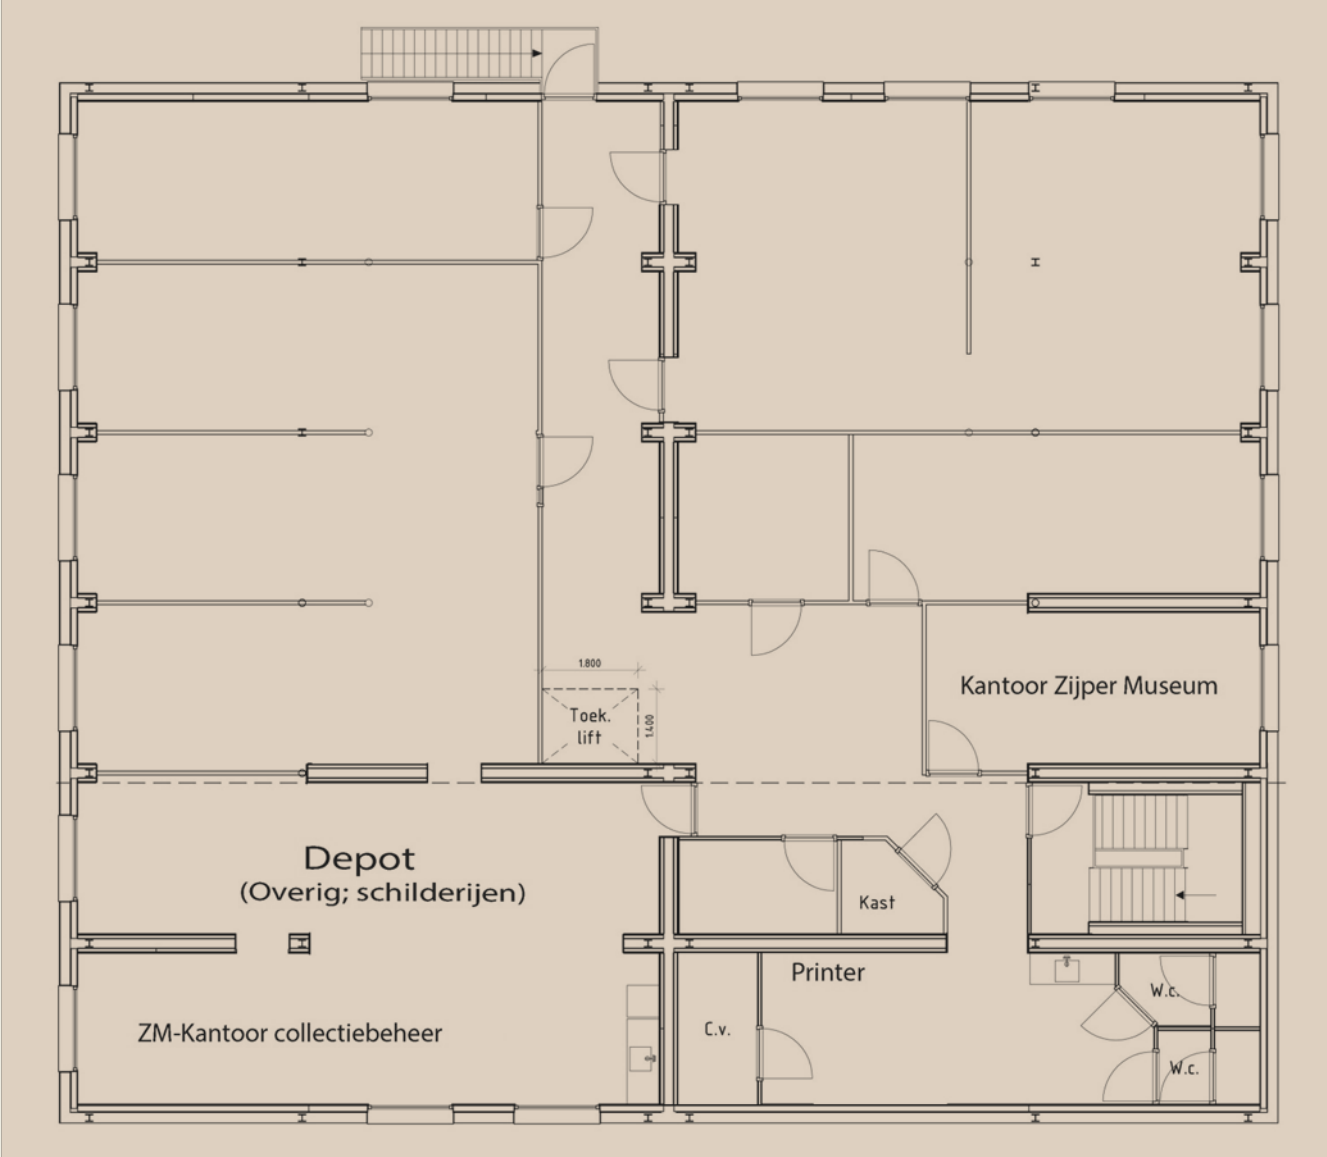 1.800
Toek.
lift
1.400
Kantoor Zijper Museum
Depot
(Overig; schilderijen)
Kast
Printer
W.c.
ZM-Kantoor collectiebeheer
C.v.
W.c.